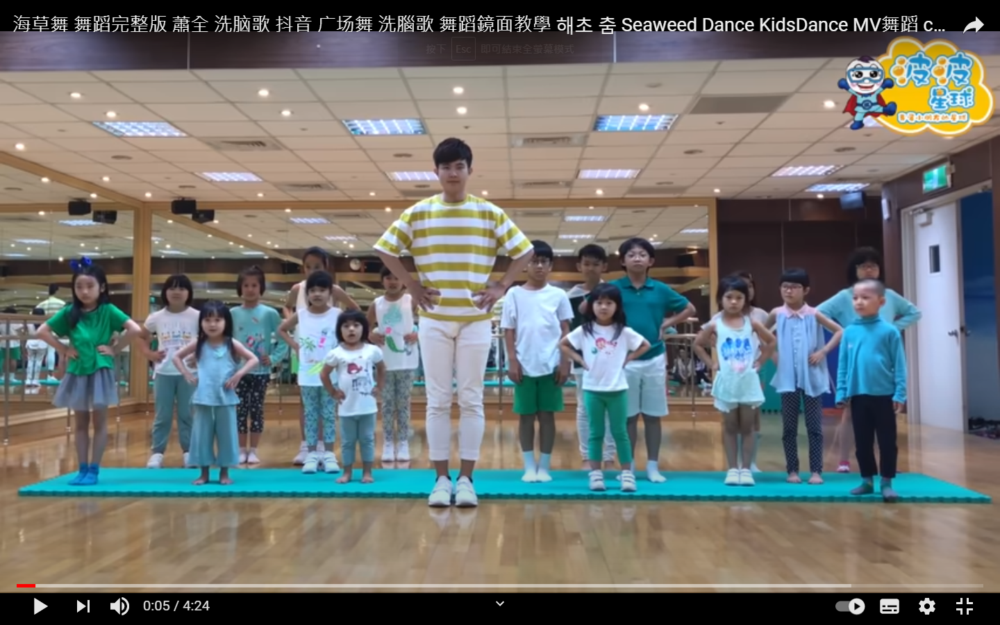 海草舞 舞蹈完整版 蕭全 洗脑歌 抖音 广场舞 洗腦歌 舞蹈鏡面教學 해초 춤 Seaweed Dance KidsDance MV舞蹈 c...
按下 Esc 即可結束全螢幕模式
波波
星球
0:05 / 4:24